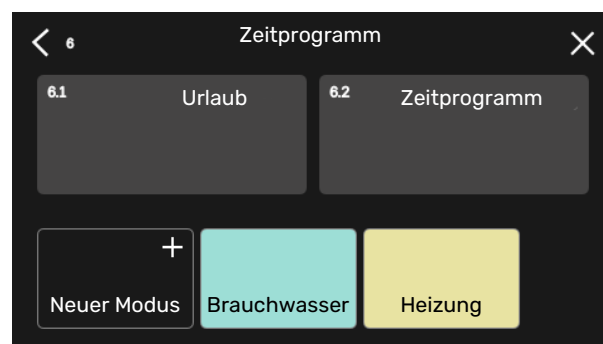 6 Zeitprogramm
6.1 Urlaub
6.2 Zeitprogramm
Neuer Modus
Brauchwasser
Heizung